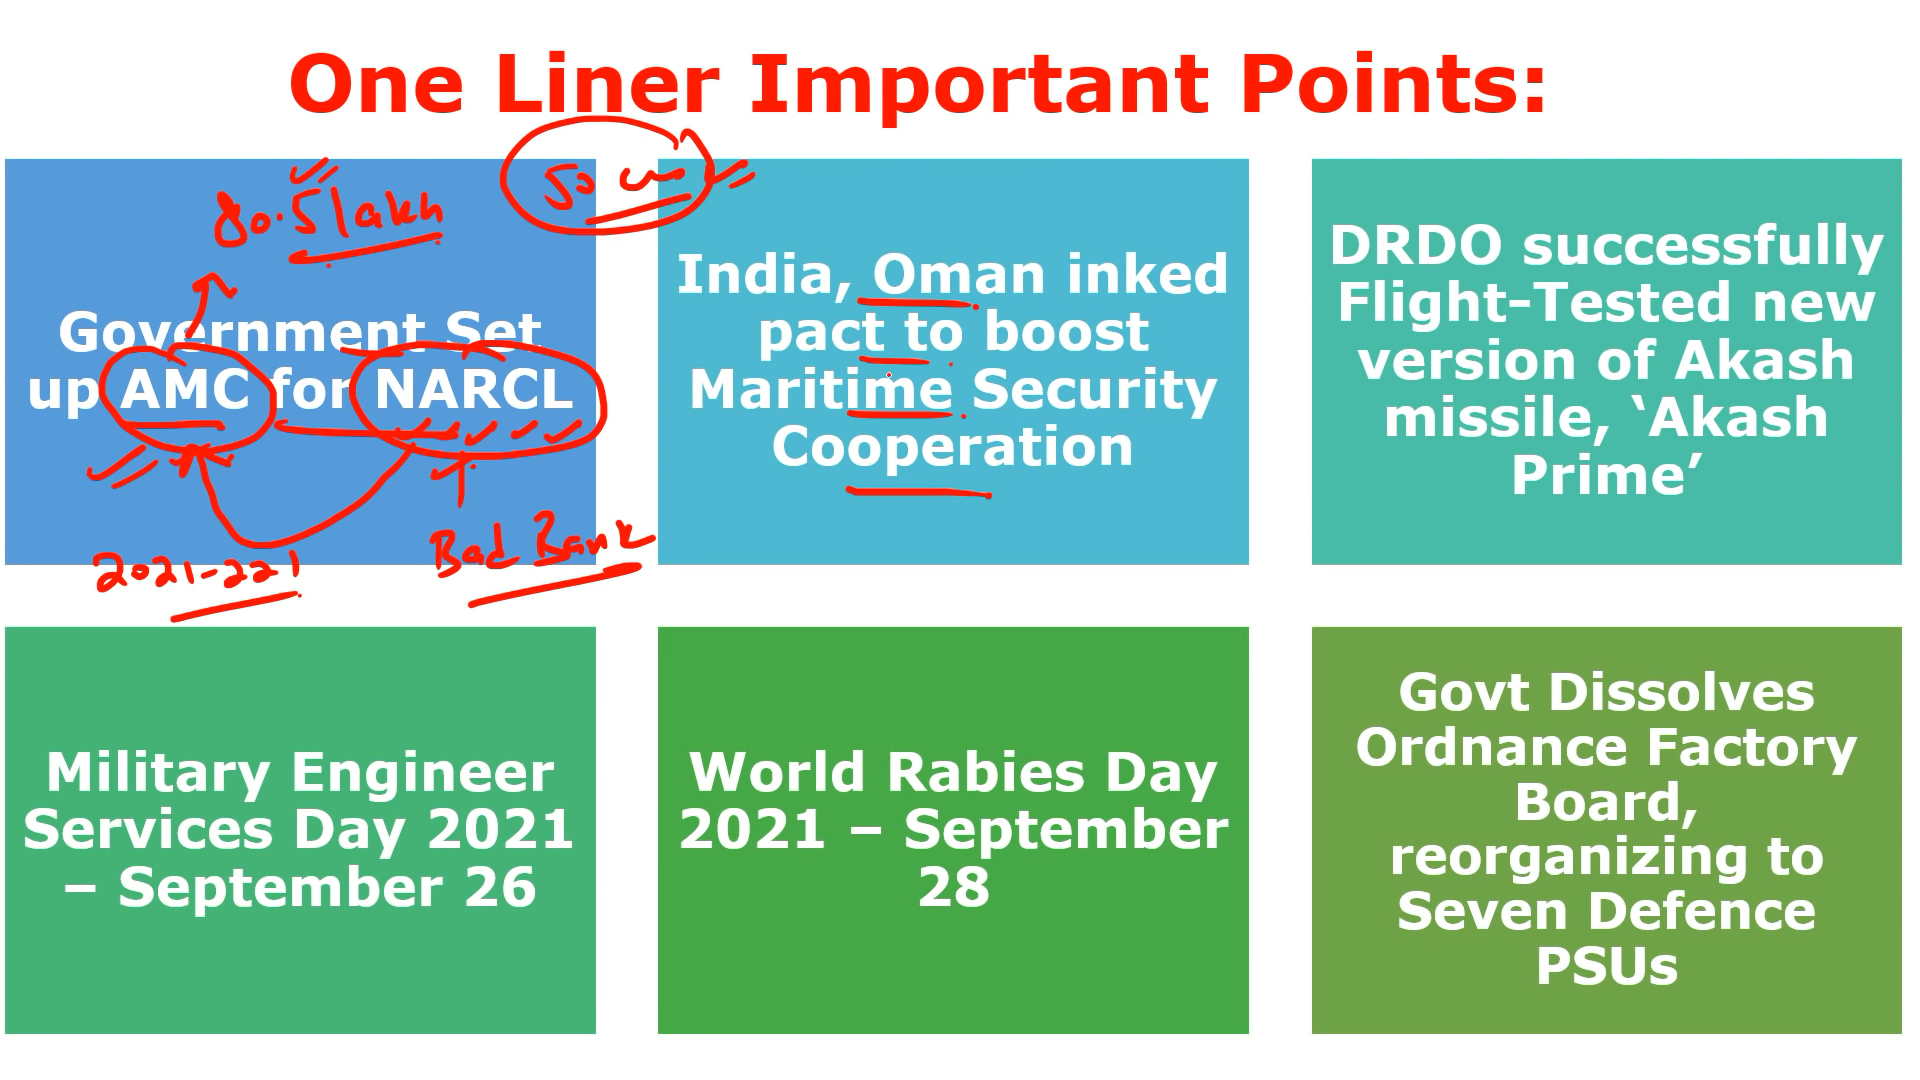 One Liner Important Points:
80.5 lakh
50
Government Set
up AMC for NARCL
2021-22
Bad Bank
India, Oman inked
pact to boost
Maritime Security
Cooperation
DRDO successfully
Flight-Tested new
version of Akash
missile, ‘Akash
Prime’
Military Engineer
Services Day 2021
– September 26
World Rabies Day
2021 – September
28
Govt Dissolves
Ordnance Factory
Board,
reorganizing to
Seven Defence
PSUs